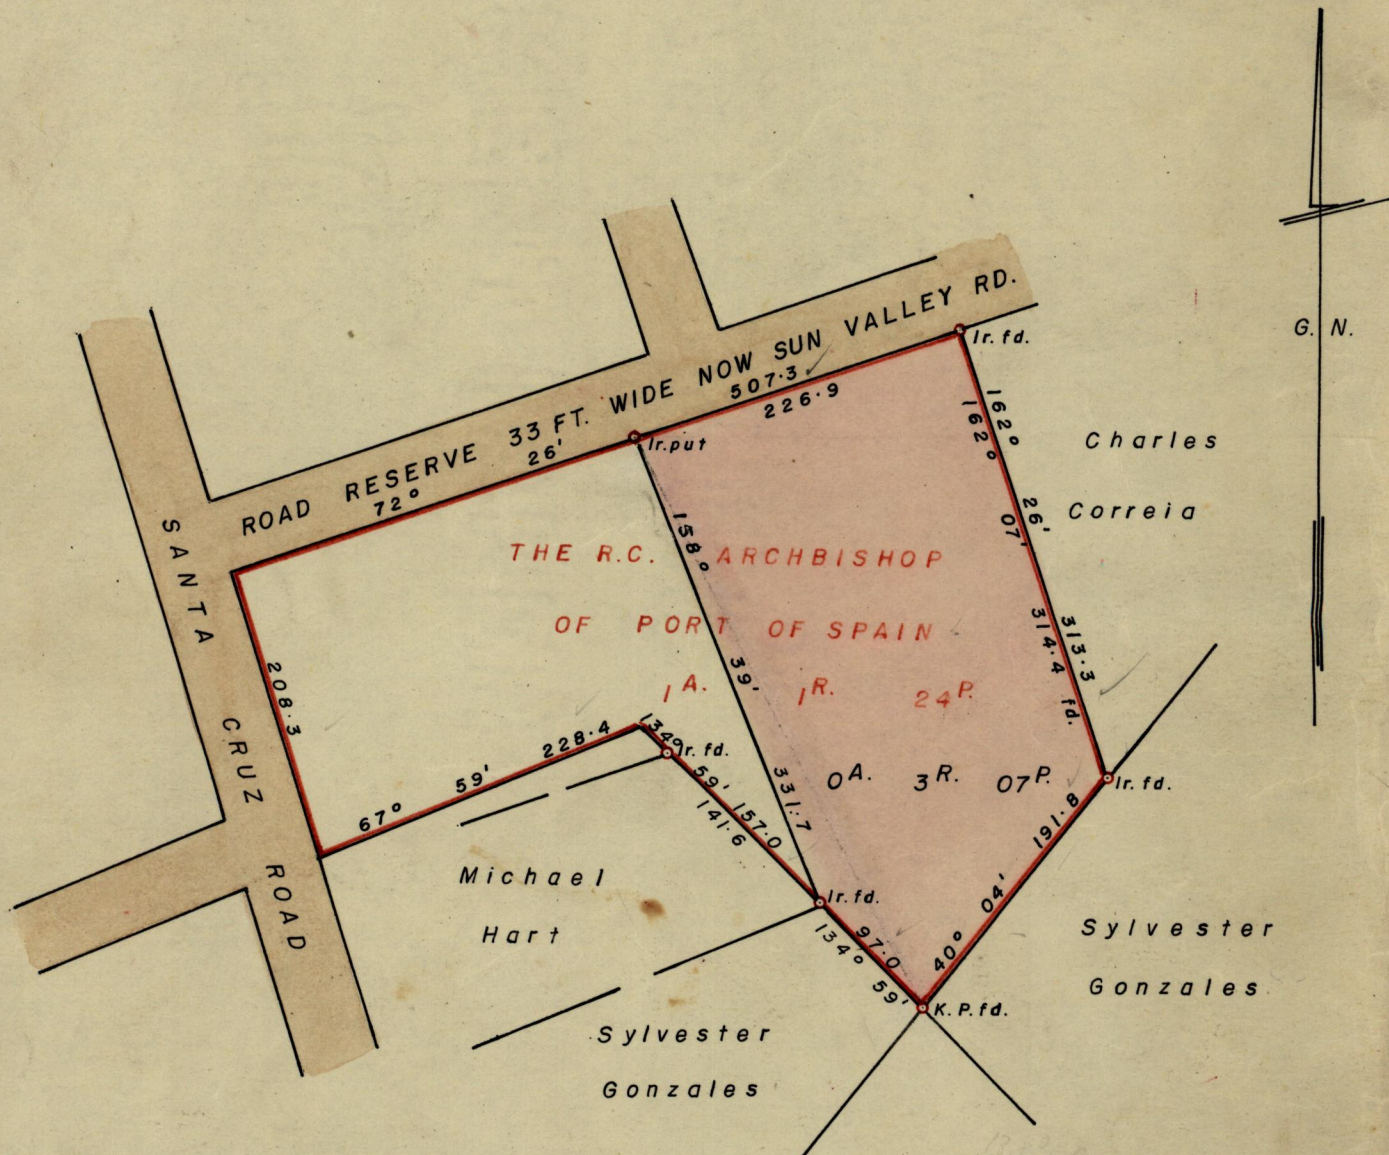 G. N.
ROAD RESERVE 33 FT. WIDE NOW SUN VALLEY RD.
72° 26' 507·3
226·9
Ir. fd.
Ir. put
162° 26' 313·3
162° 07' 314·4 fd.
Charles
Correia
SANTA CRUZ ROAD
208·3
158° 39' 331·7
THE R.C. ARCHBISHOP
OF PORT OF SPAIN
1A. 1R. 24P.
0A. 3R. 07P.
67° 59' 228·4
134° 59' 157·0
Ir. fd.
141·6
Ir. fd.
Ir. fd.
40° 04' 191·8
97·0
134° 59'
K. P. fd.
Michael
Hart
Sylvester
Gonzales
Sylvester
Gonzales